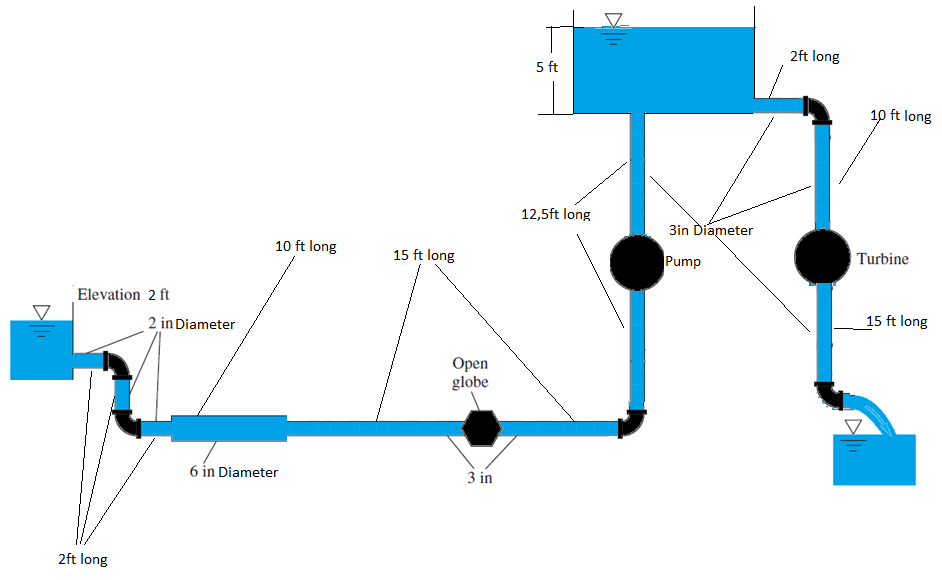 2ft long
5 ft
10 ft long
12,5ft long
3in Diameter
10 ft long
15 ft long
Pump
Turbine
Elevation 2 ft
2 in Diameter
15 ft long
Open
globe
6 in Diameter
3 in
2ft long